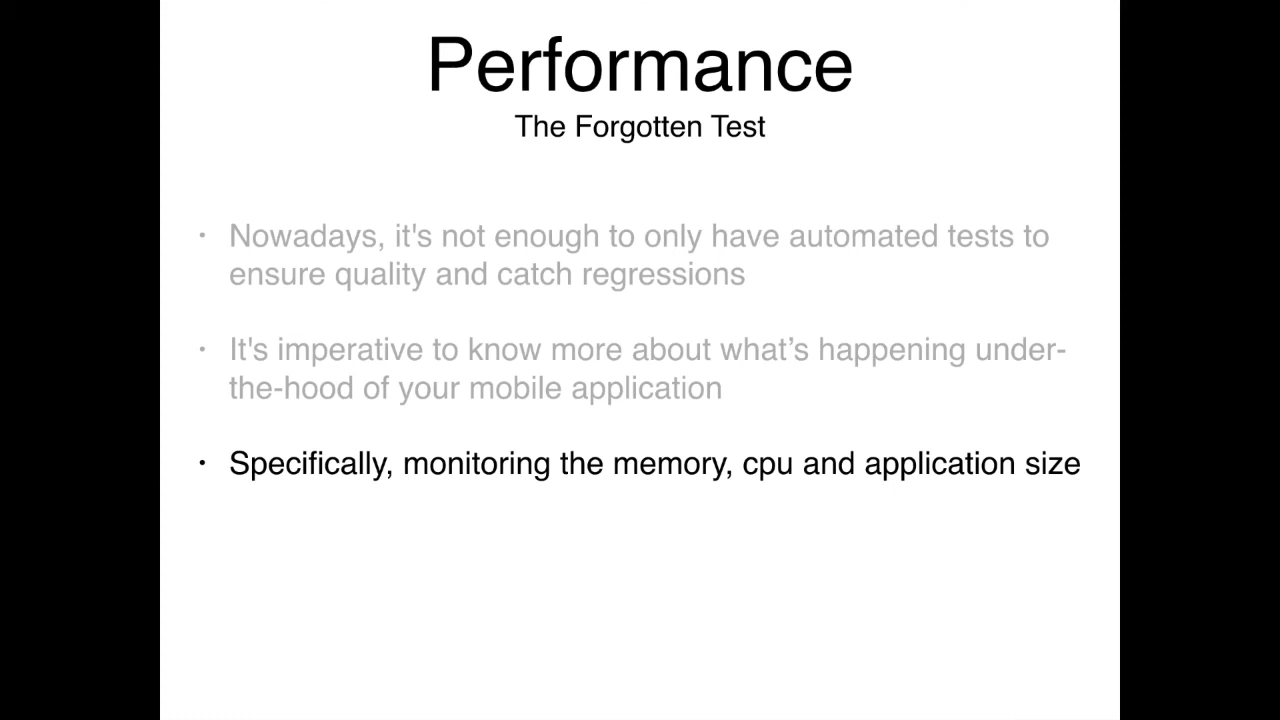 Performance
The Forgotten Test
• Nowadays, it's not enough to only have automated tests to
ensure quality and catch regressions
• It's imperative to know more about what’s happening under-
the-hood of your mobile application
• Specifically, monitoring the memory, cpu and application size